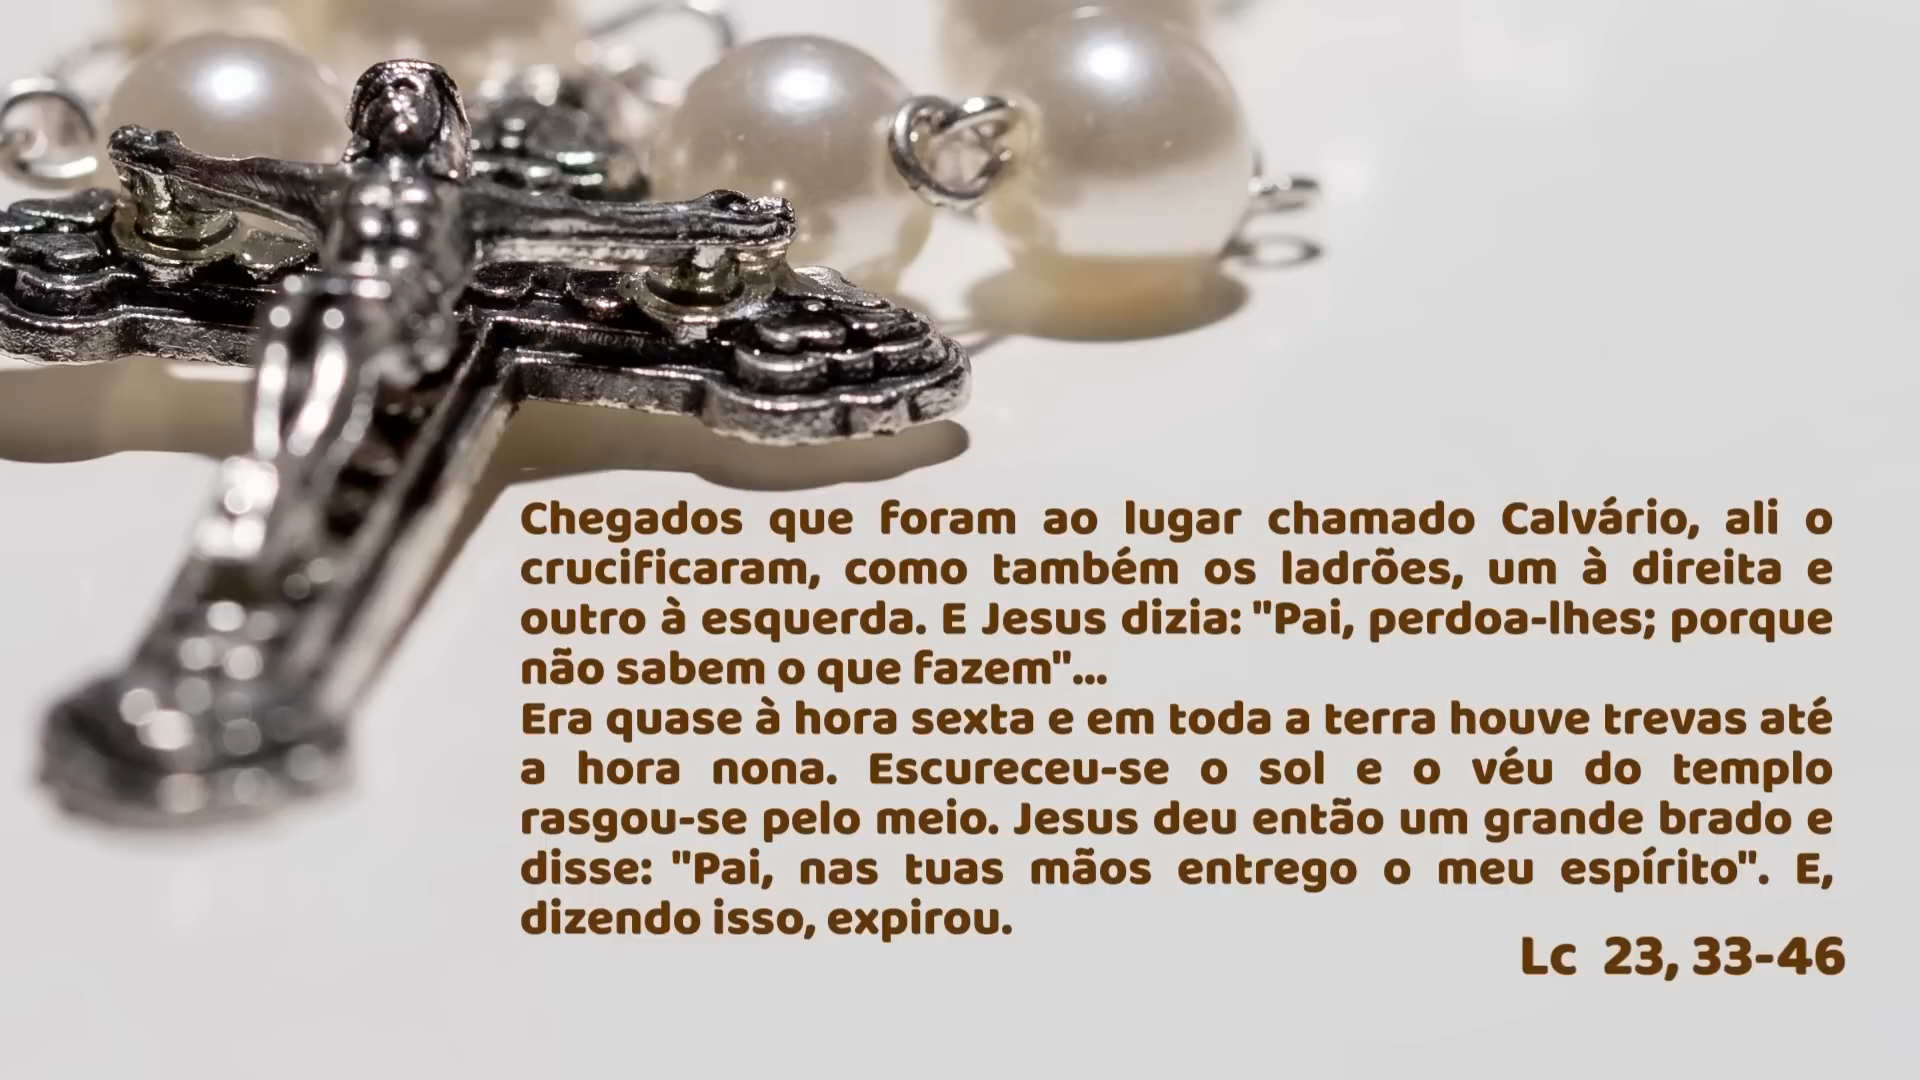 Chegados que foram ao lugar chamado Calvário, ali o
crucificaram, como também os ladrões, um à direita e
outro à esquerda. E Jesus dizia: "Pai, perdoa-lhes; porque
não sabem o que fazem"...
Era quase à hora sexta e em toda a terra houve trevas até
a hora nona. Escureceu-se o sol e o véu do templo
rasgou-se pelo meio. Jesus deu então um grande brado e
disse: "Pai, nas tuas mãos entrego o meu espírito". E,
dizendo isso, expirou.
Lc 23, 33-46